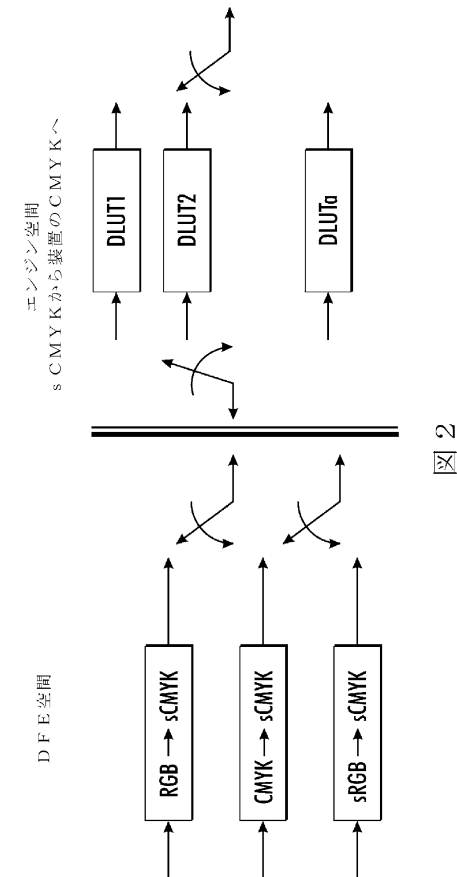 DFE空間
RGB → sCMYK
CMYK → sCMYK
sRGB → sCMYK
エンジン空間
sCMYKから装置のCMYKへ
DLUT1
DLUT2
DLUTα
図2